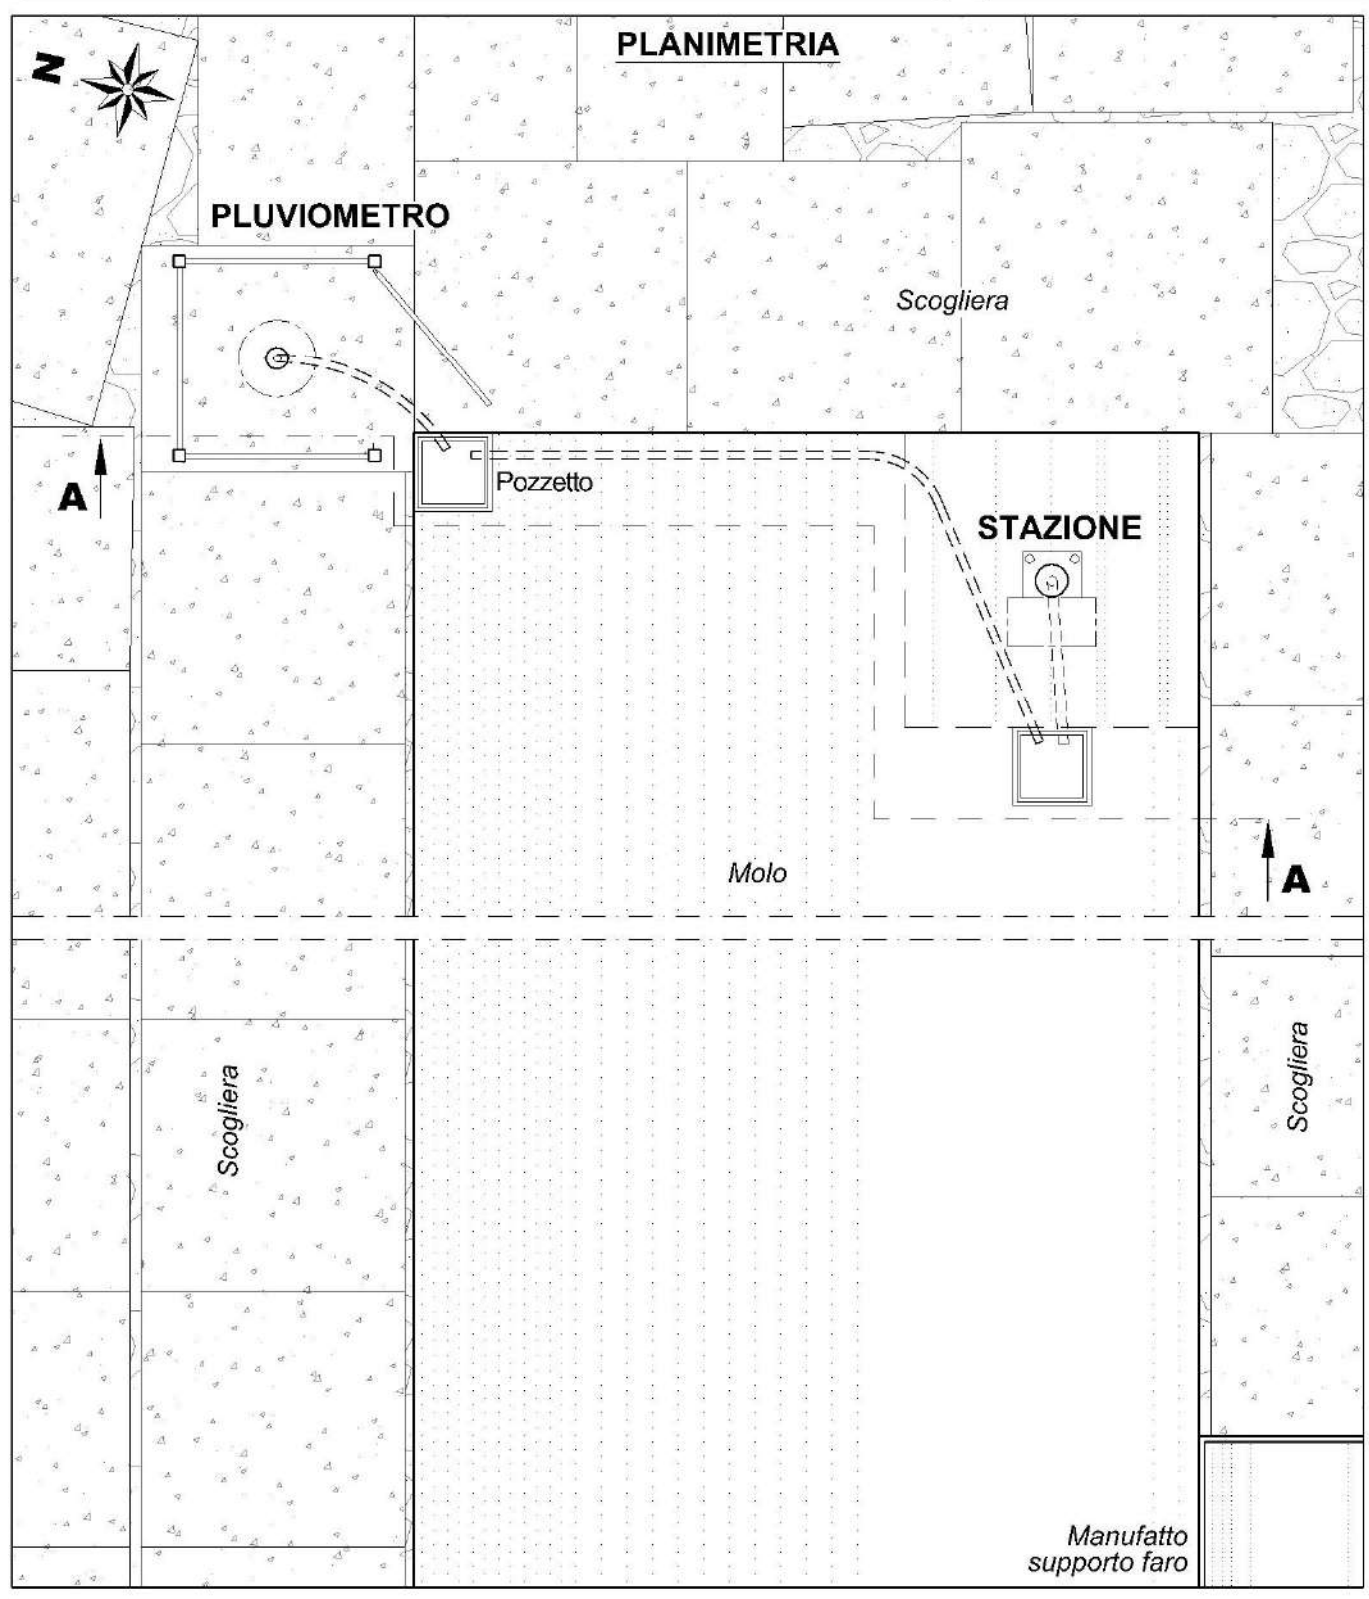 PLANIMETRIA
N
PLUVIOMETRO
Scogliera
A
Pozzetto
STAZIONE
Molo
A
Scogliera
Scogliera
Manufatto
supporto faro